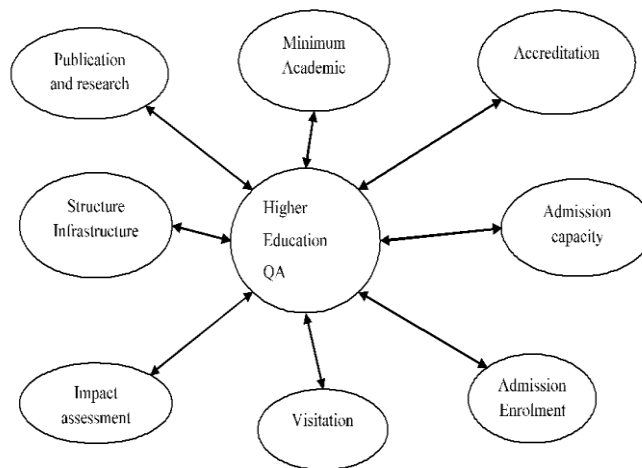 Publication
and research
Minimum
Academic
Accreditation
Structure
Infrastructure
Higher
Education
QA
Admission
capacity
Impact
assessment
Visitation
Admission
Enrolment